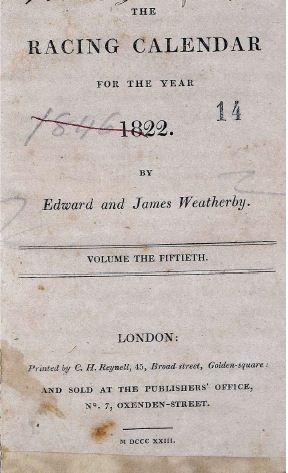 THE
RACING CALENDAR
FOR THE YEAR
1846 1822. 14
BY
Edward and James Weatherby.
VOLUME THE FIFTIETH.
LONDON:
Printed by C. H. Reynell, 45, Broad street, Golden-square:
AND SOLD AT THE PUBLISHERS' OFFICE,
No. 7, OXENDEN-STREET.
M DCCC XXIII.